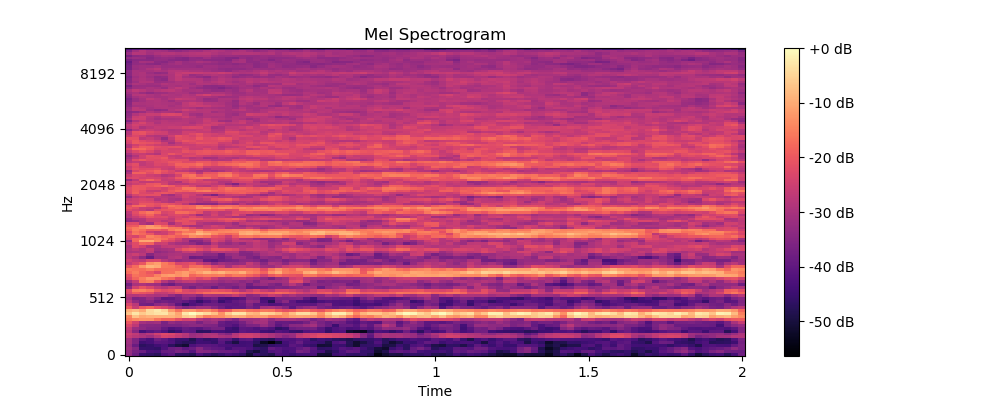 Mel Spectrogram
+0 dB
8192
-10 dB
4096
-20 dB
2048
Hz
-30 dB
1024
-40 dB
512
-50 dB
0
0 0.5 1 1.5 2
Time